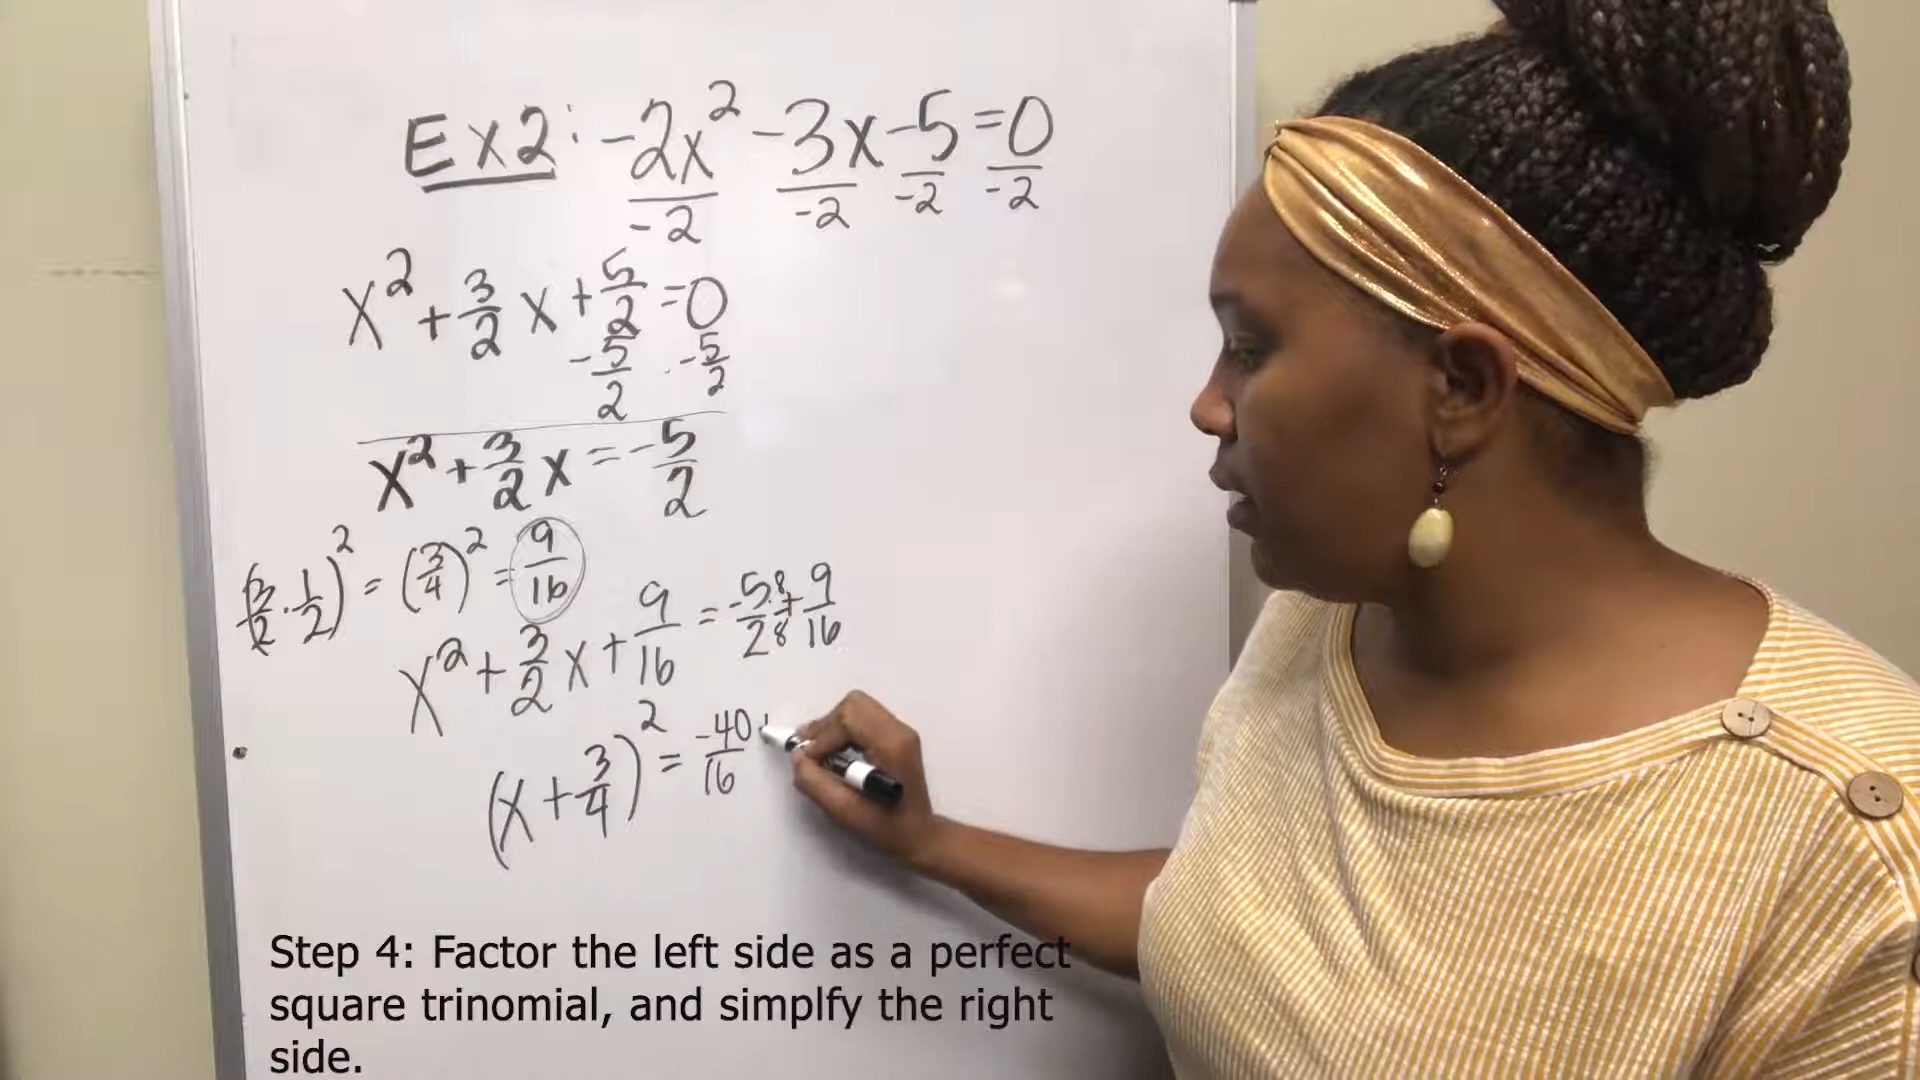 Ex2: -2x² -3x -5 = 0
-2 -2 -2 -2
x² + 3/2 x + 5/2 = 0
-5/2 -5/2
x² + 3/2 x = -5/2
(3/2 · 1/2)² = (3/4)² = 9/16
x² + 3/2 x + 9/16 = -5·8/2·8 + 9/16
(x + 3/4)² = -40/16 +
Step 4: Factor the left side as a perfect
square trinomial, and simplfy the right
side.